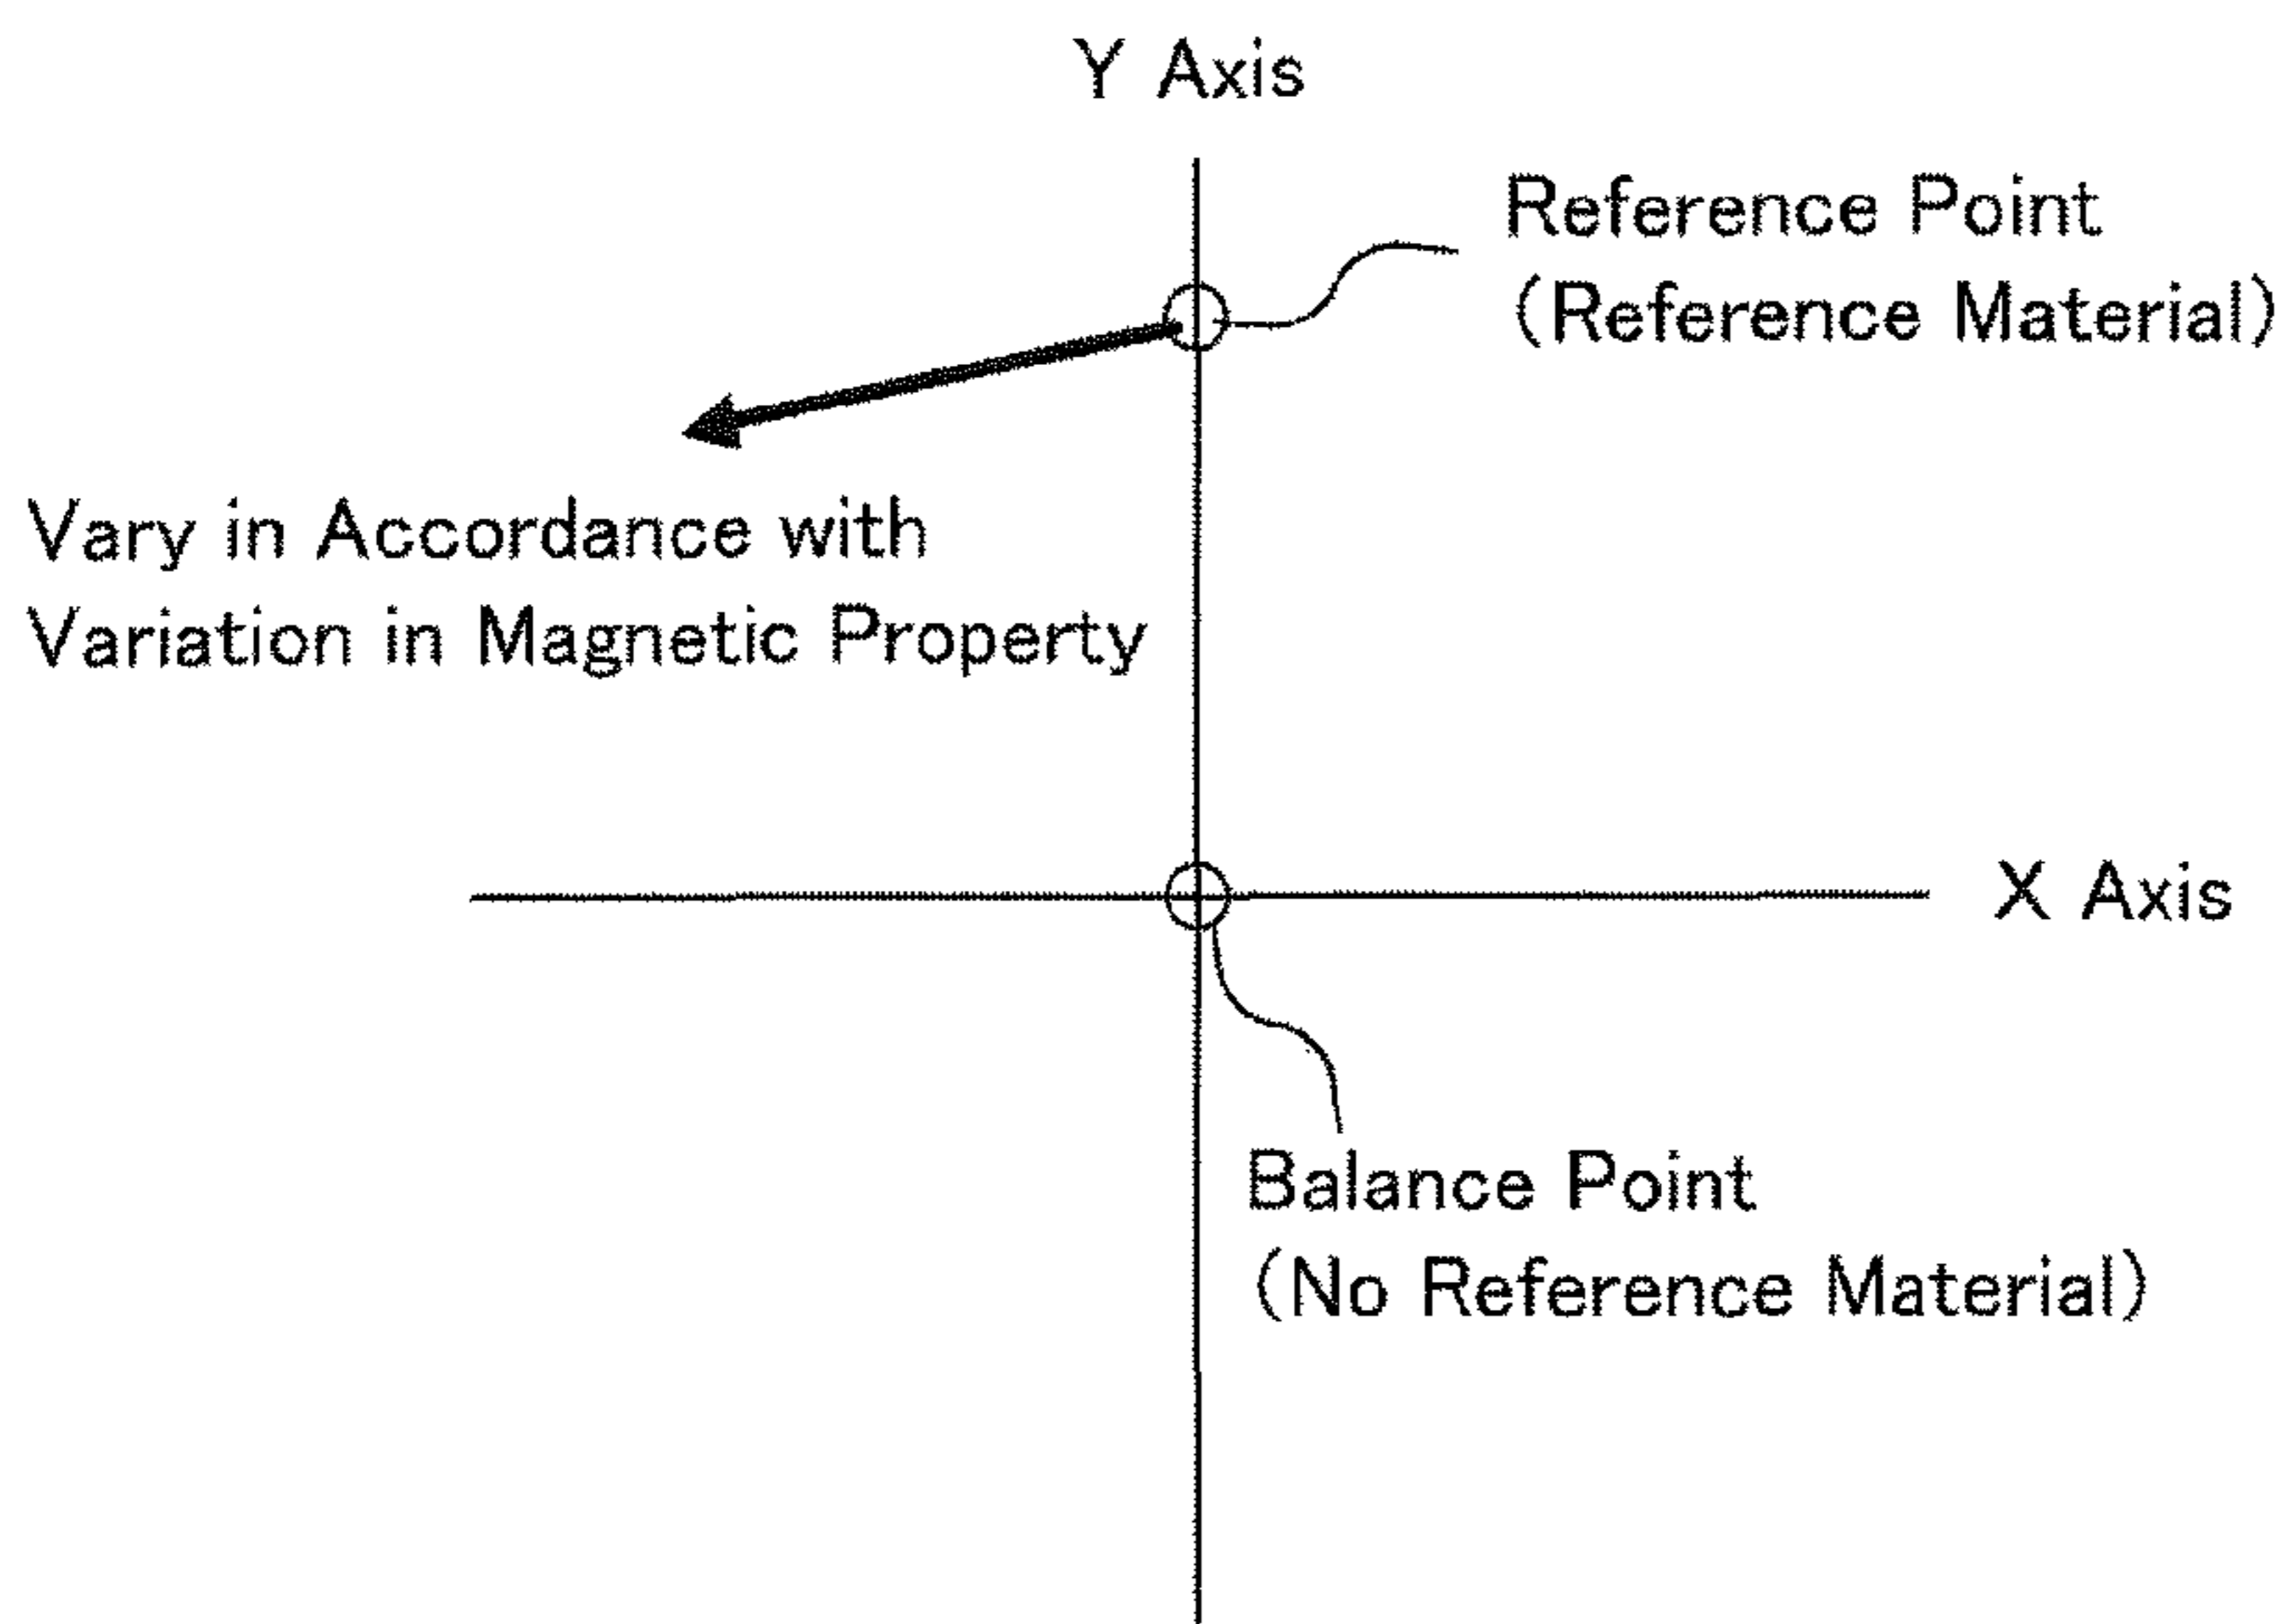 Y Axis
Reference Point
(Reference Material)
Vary in Accordance with
Variation in Magnetic Property
X Axis
Balance Point
(No Reference Material)